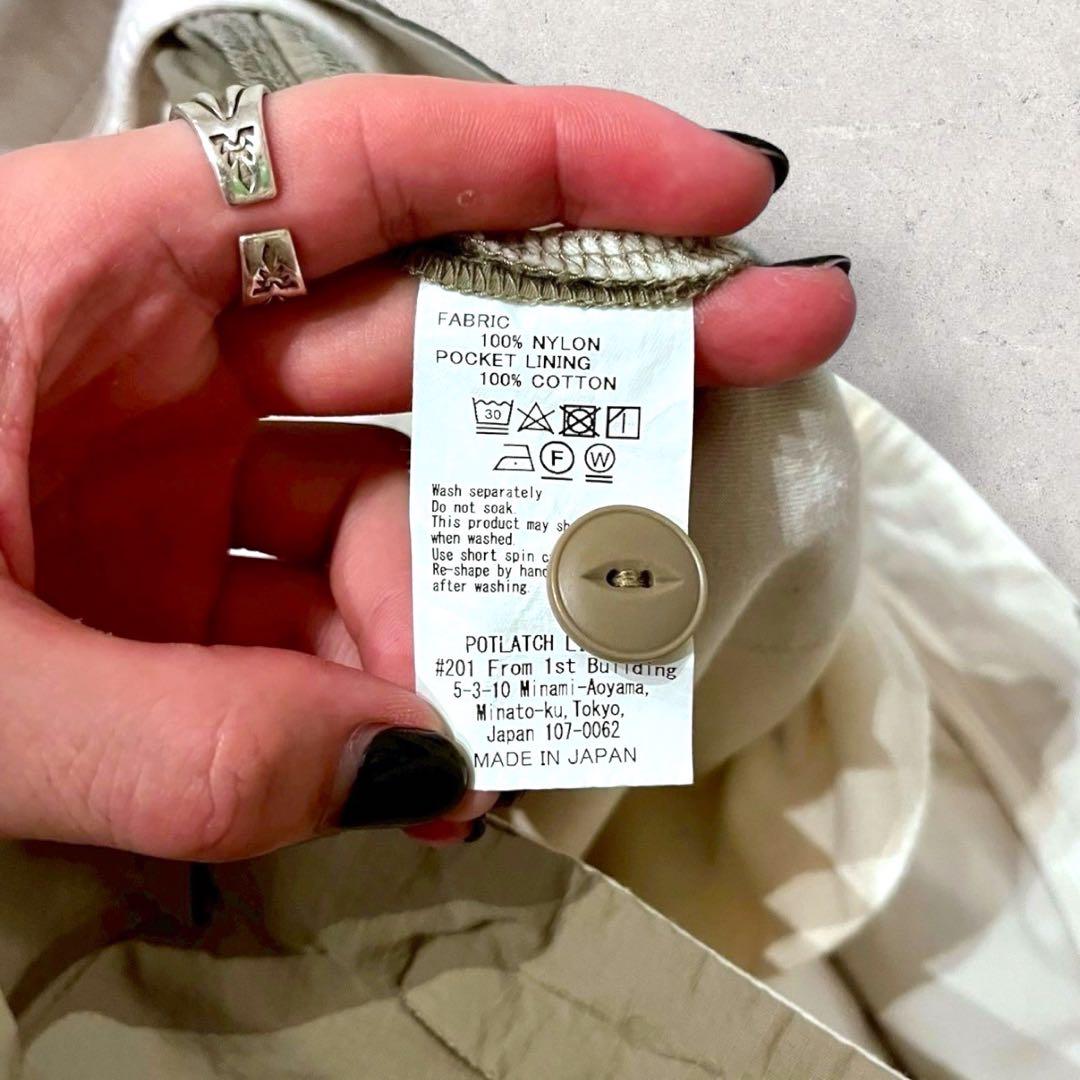 FABRIC
100% NYLON
POCKET LINING
100% COTTON
30
F W
Wash separately
Do not soak.
This product may
when washed.
Use short spin
Re-shape by hand
after washing.
POTLATCH
#201 From 1st Building
5-3-10 Minami-Aoyama,
Minato-ku, Tokyo,
Japan 107-0062
MADE IN JAPAN